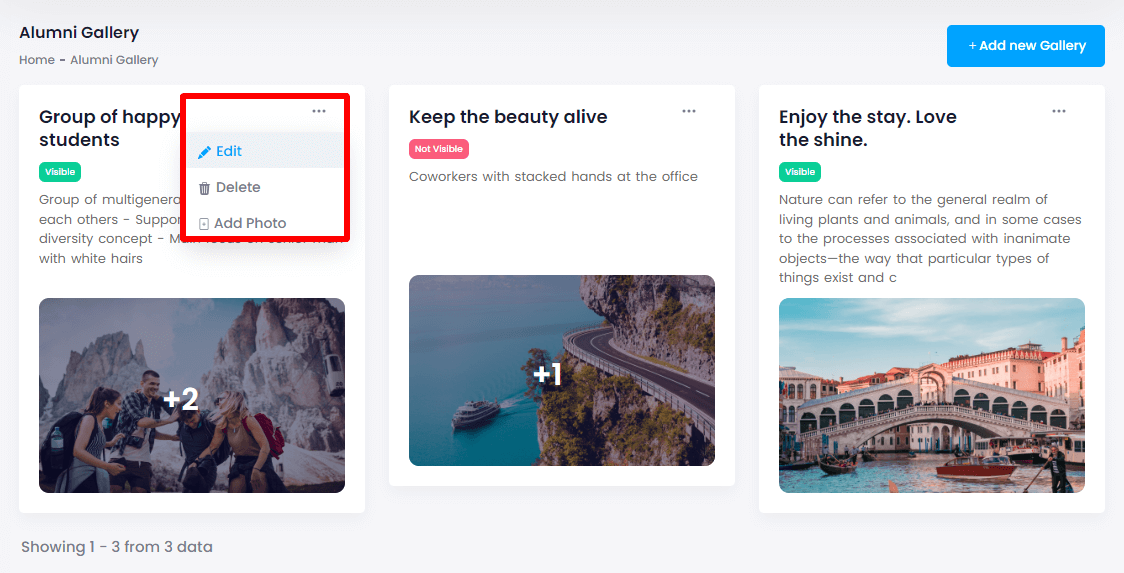 Alumni Gallery
Home - Alumni Gallery
+ Add new Gallery
Group of happy
students
Visible
Group of multigenera
each others - Suppor
diversity concept -
with white hairs
Edit
Delete
Add Photo
+2
Keep the beauty alive
Not Visible
Coworkers with stacked hands at the office
+1
Enjoy the stay. Love
the shine.
Visible
Nature can refer to the general realm of
living plants and animals, and in some cases
to the processes associated with inanimate
objects—the way that particular types of
things exist and c
Showing 1 - 3 from 3 data